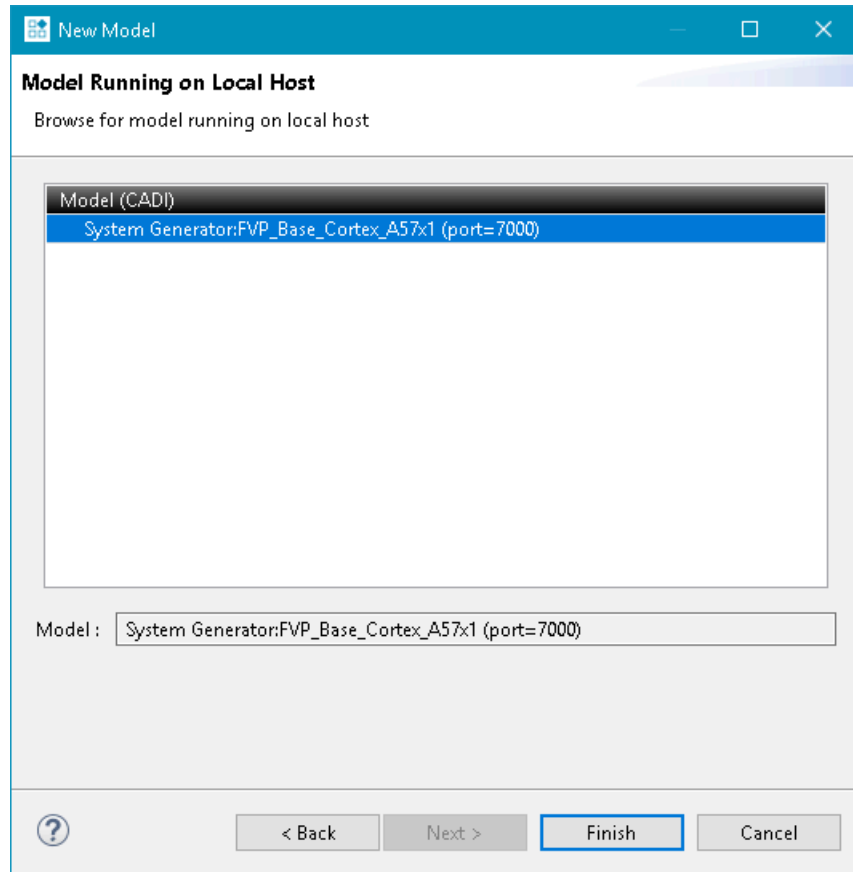 New Model
Model Running on Local Host
Browse for model running on local host
Model (CADI)
System Generator:FVP_Base_Cortex_A57x1 (port=7000)
Model : System Generator:FVP_Base_Cortex_A57x1 (port=7000)
? < Back Next > Finish Cancel